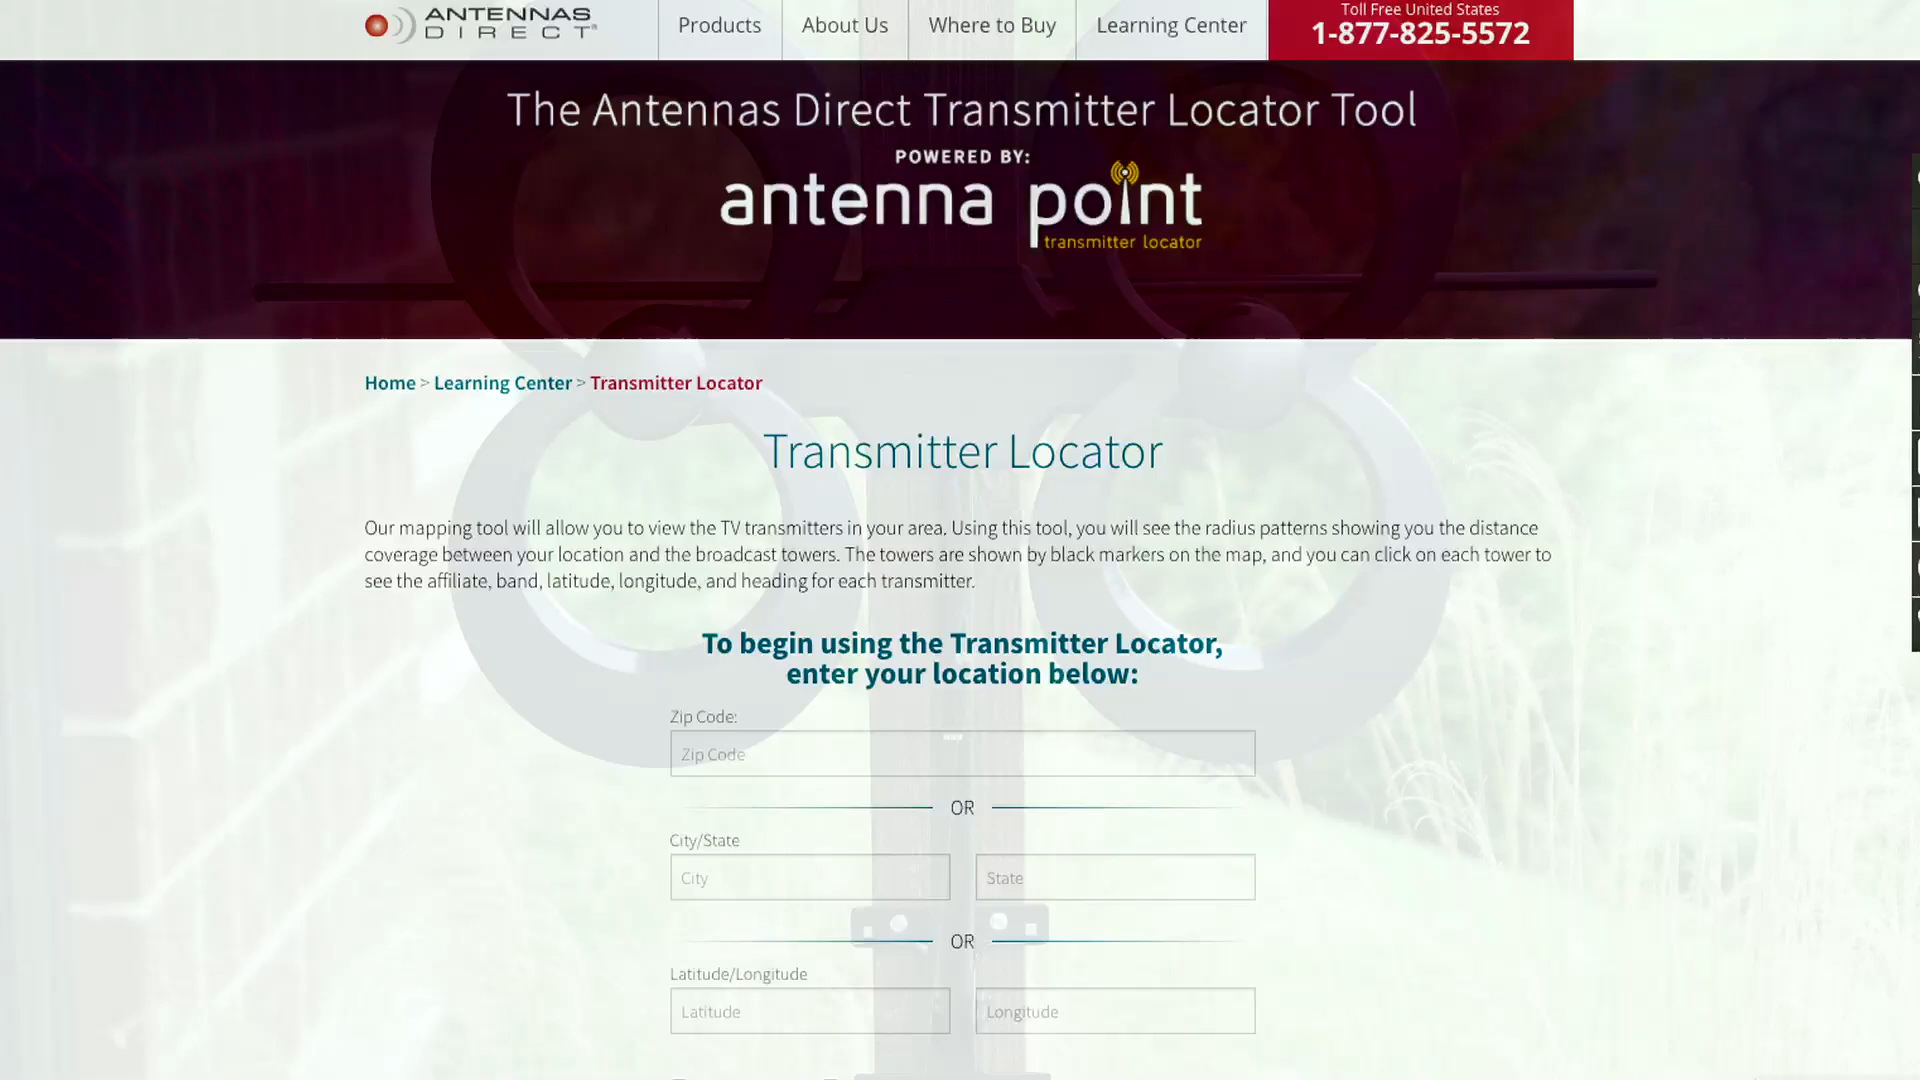 ANTENNAS
DIRECT
Products
About Us
Where to Buy
Learning Center
Toll Free United States
1-877-825-5572
The Antennas Direct Transmitter Locator Tool
POWERED BY:
antenna point
transmitter locator
Home > Learning Center > Transmitter Locator
Transmitter Locator
Our mapping tool will allow you to view the TV transmitters in your area. Using this tool, you will see the radius patterns showing you the distance
coverage between your location and the broadcast towers. The towers are shown by black markers on the map, and you can click on each tower to
see the affiliate, band, latitude, longitude, and heading for each transmitter.
To begin using the Transmitter Locator,
enter your location below:
Zip Code:
Zip Code
OR
City/State
City
State
OR
Latitude/Longitude
Latitude
Longitude